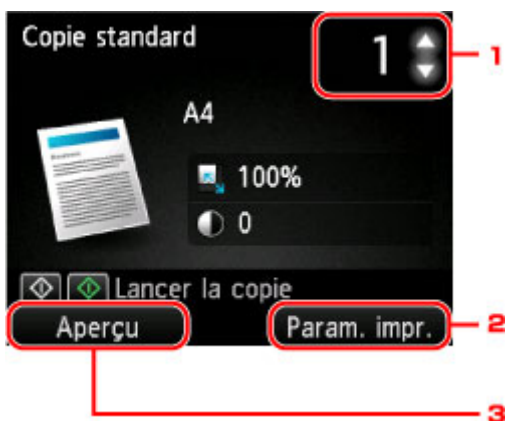 Copie standard
1
1
A4
100%
0
Lancer la copie
Aperçu
Param. impr.
2
3